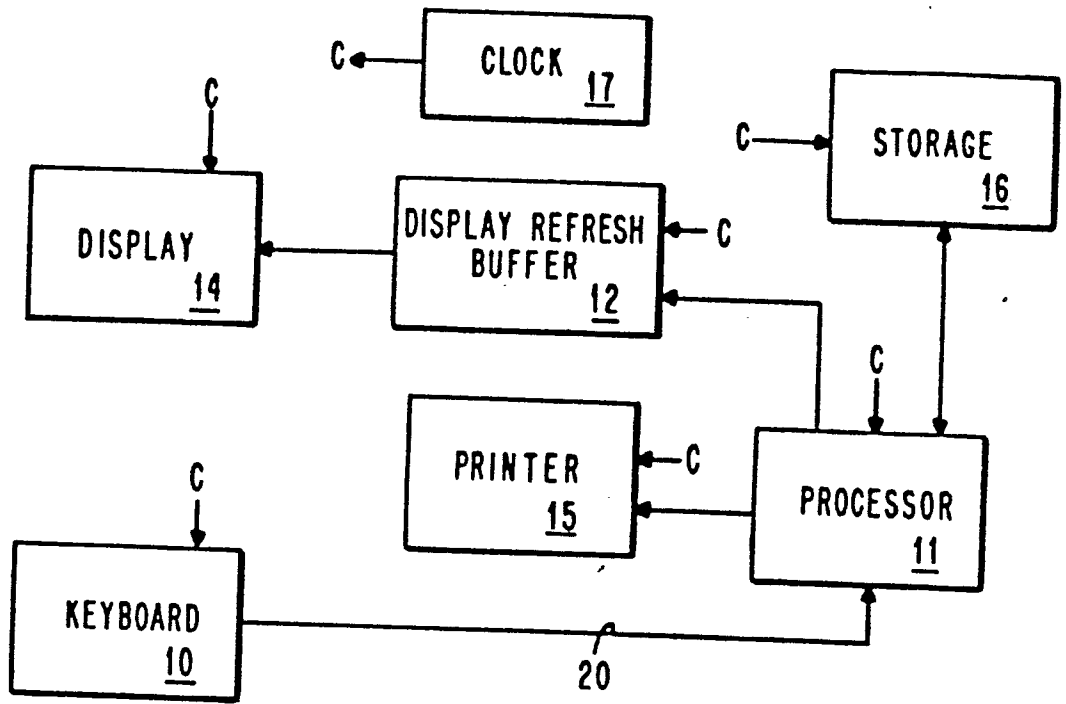 C
CLOCK
17
C
C
STORAGE
16
DISPLAY
14
DISPLAY REFRESH
BUFFER
12
C
C
PRINTER
15
C
PROCESSOR
11
C
KEYBOARD
10
20